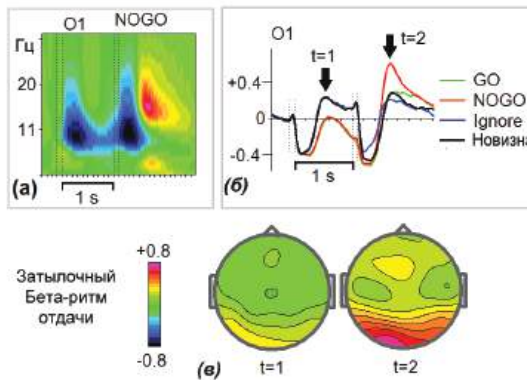 O1 NOGO
Гц
20
11
(а)
1 s
O1
t=1
t=2
+0.4
0
-0.4
1 s
GO
NOGO
Ignore
Новизна
(б)
Затылочный
Бета-ритм
отдачи
+0.8
-0.8
(в)
t=1
t=2